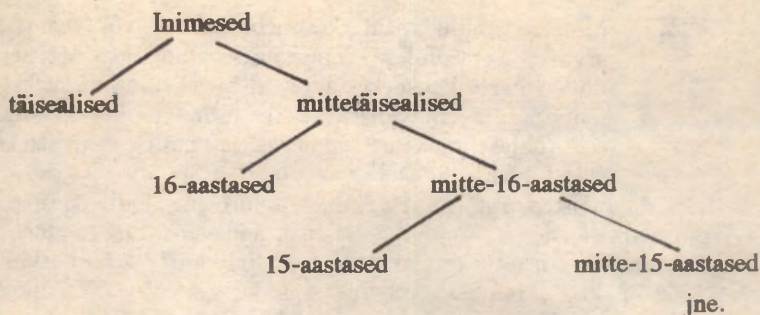 Inimesed
täisealised mittetäisealised
16-aastased mitte-16-aastased
15-aastased mitte-15-aastased
jne.